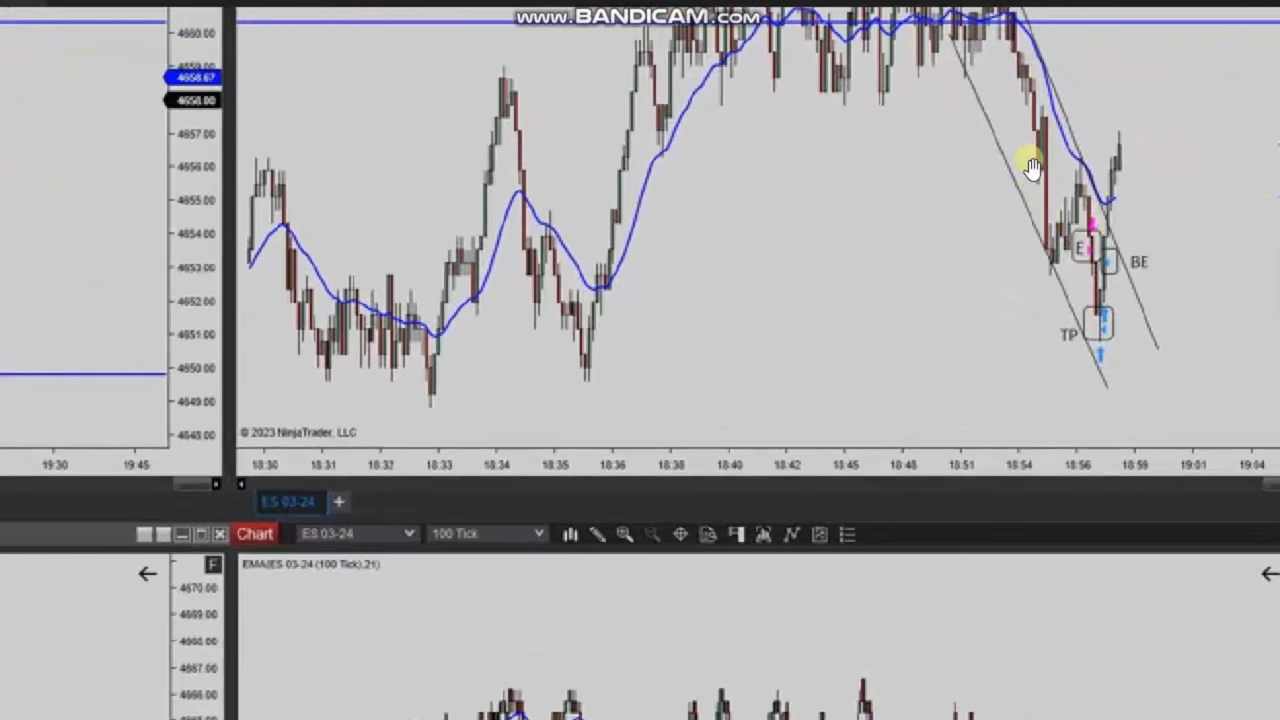 www.BANDICAM.com
4660.00
4659.00
4658.67
4658.00
4657.00
4656.00
4655.00
4654.00
4653.00
4652.00
4651.00
4650.00
4649.00
4648.00
E
BE
TP
© 2023 NinjaTrader, LLC
19:30 19:45
18:30 18:31 18:32 18:33 18:34 18:35 18:36 18:38 18:40 18:42 18:45 18:48 18:51 18:54 18:56 18:59 19:01 19:04
ES 03-24 +
Chart ES 03-24 100 Tick
F
EMA(ES 03-24 (100 Tick),21)
4670.00
4669.00
4668.00
4667.00
4666.00